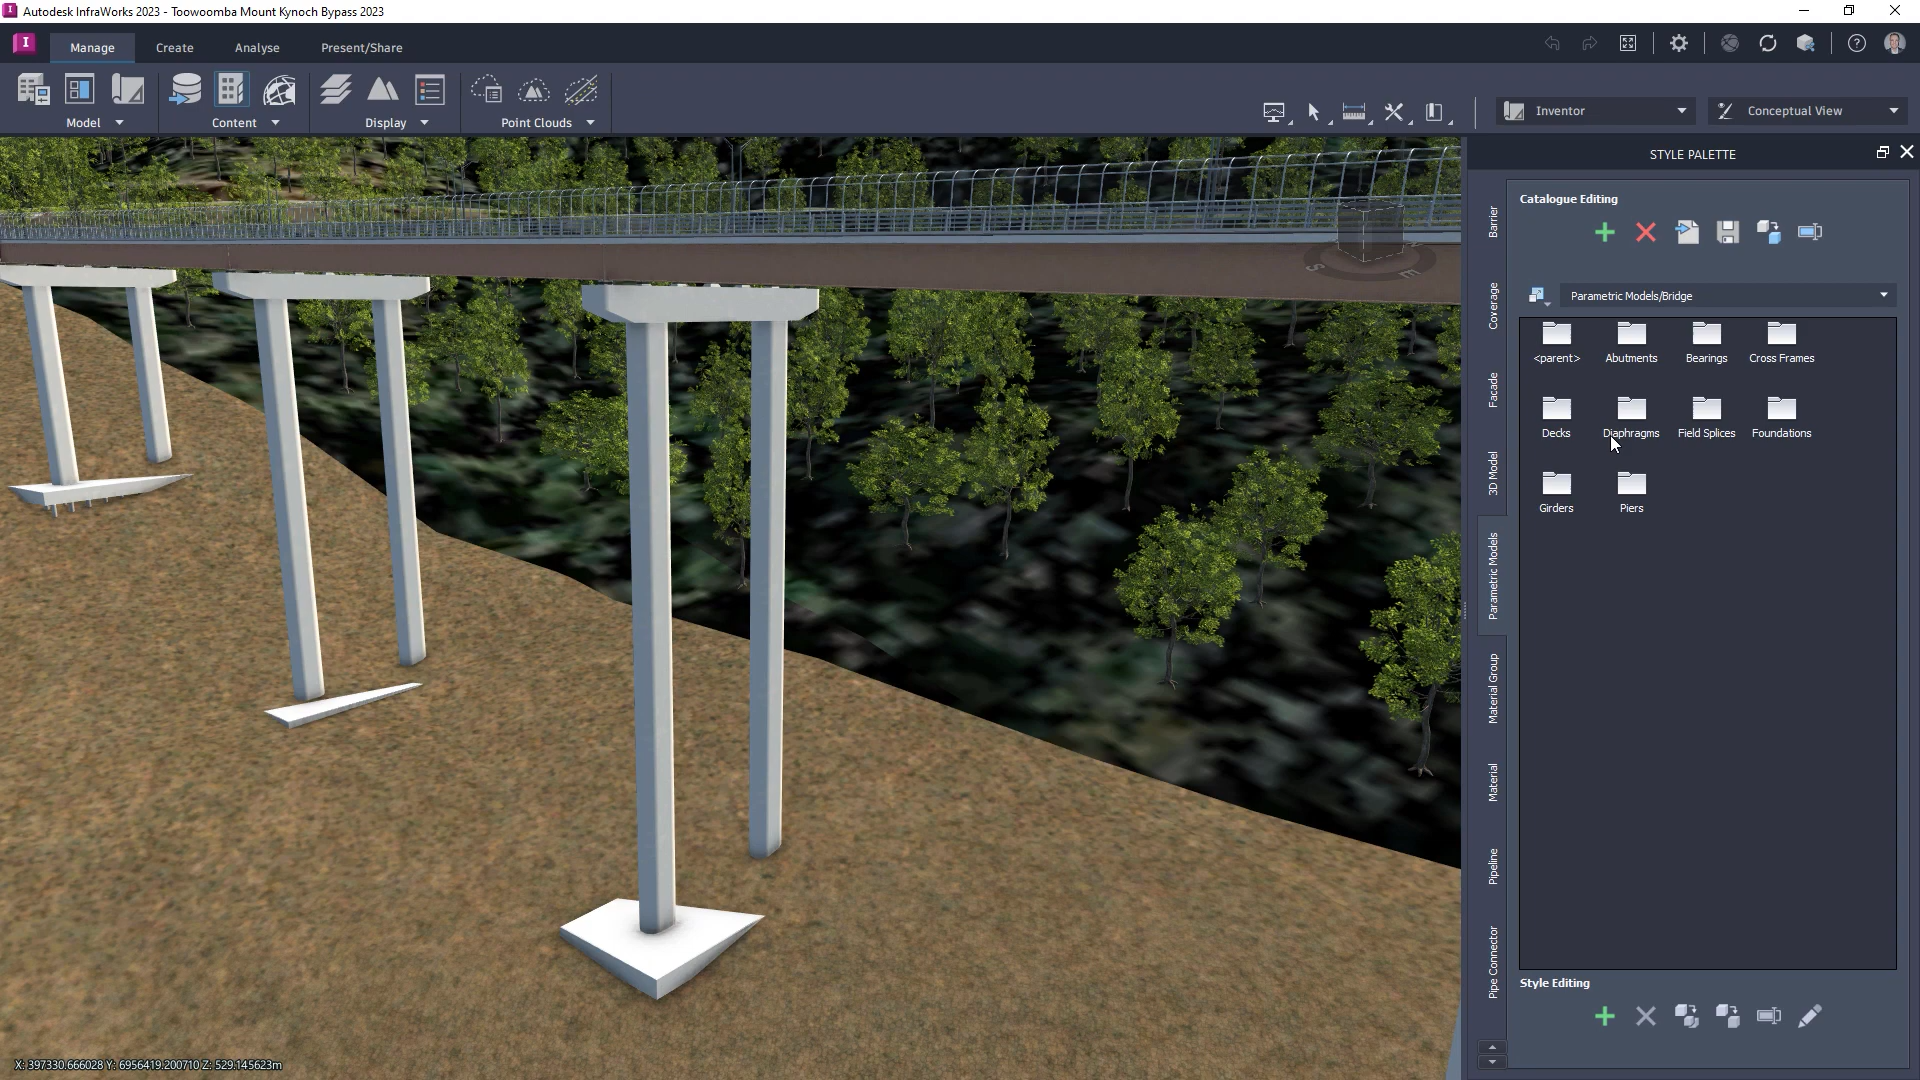 Autodesk InfraWorks 2023 - Toowoomba Mount Kynoch Bypass 2023
I
Manage
Create
Analyse
Present/Share
Model
Content
Display
Point Clouds
Inventor
Conceptual View
STYLE PALETTE
Catalogue Editing
Parametric Models/Bridge
<parent>
Abutments
Bearings
Cross Frames
Decks
Diaphragms
Field Splices
Foundations
Girders
Piers
Barrier
Coverage
Facade
3D Model
Parametric Models
Material Group
Material
Pipeline
Pipe Connector
Style Editing
S
E
X: 397330.666028 Y: 6956419.200710 Z: 529.145623m